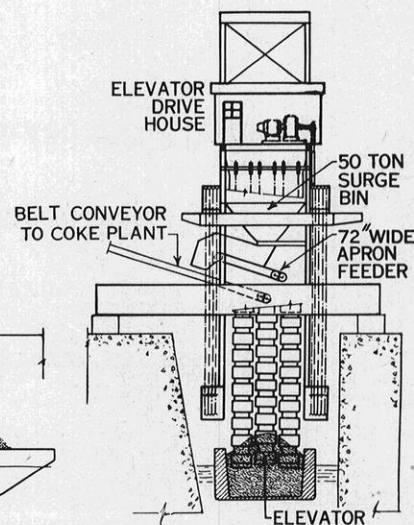 ELEVATOR
DRIVE
HOUSE
50 TON
SURGE
BIN
BELT CONVEYOR
TO COKE PLANT
72"WIDE
APRON
FEEDER
ELEVATOR